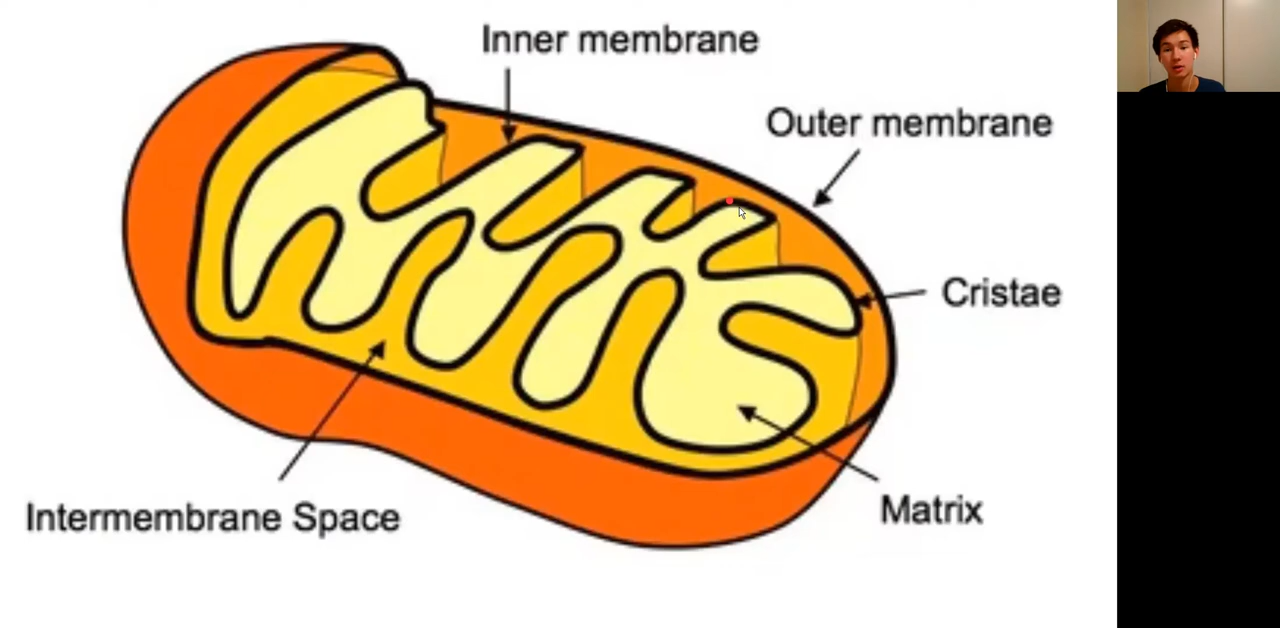 Inner membrane
Outer membrane
Cristae
Intermembrane Space
Matrix